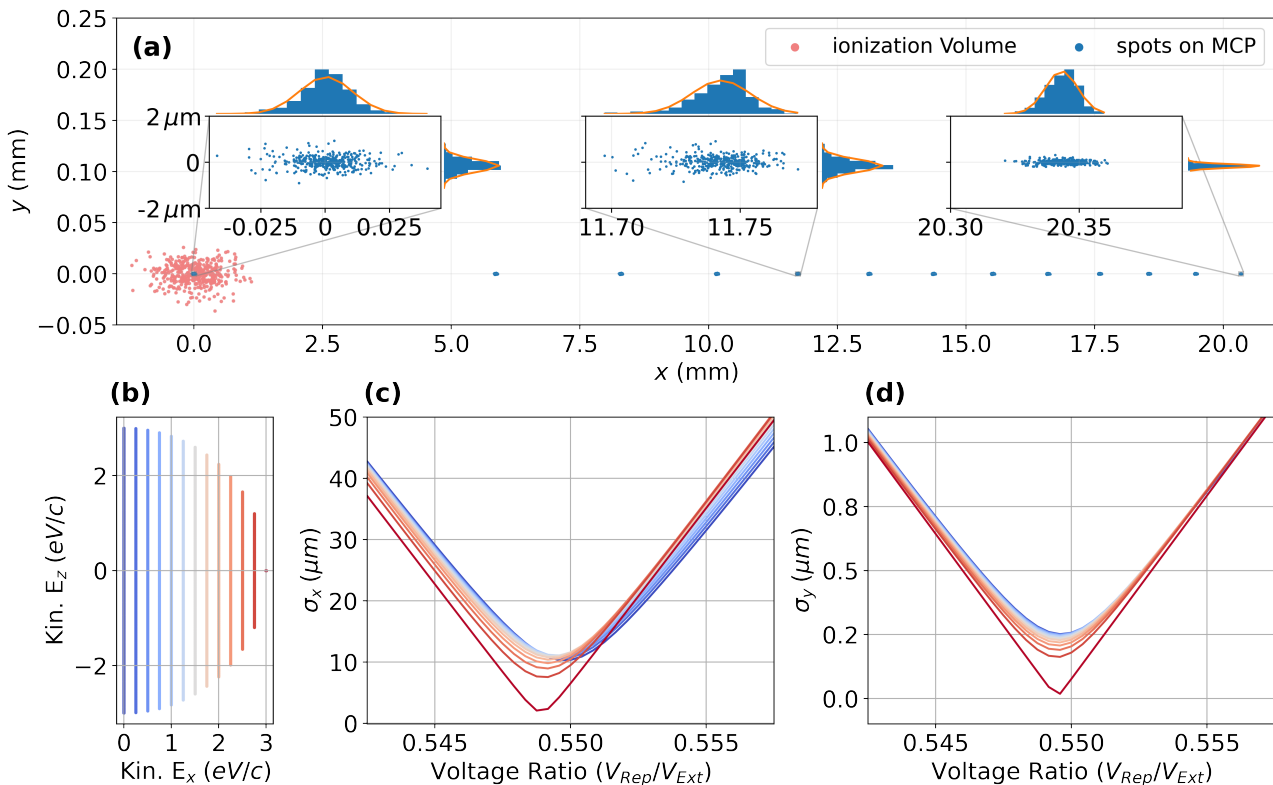 (a)
ionization Volume
spots on MCP
0.25
0.20
0.15
0.10
0.05
0.00
−0.05
y (mm)
2 μm
0
-2 μm
-0.025 0 0.025
11.70 11.75
20.30 20.35
0.0 2.5 5.0 7.5 10.0 12.5 15.0 17.5 20.0
x (mm)
(b)
2
0
−2
Kin. E_z (eV/c)
0 1 2 3
Kin. E_x (eV/c)
(c)
50
40
30
20
10
0
σ_x (μm)
0.545 0.550 0.555
Voltage Ratio (V_Rep/V_Ext)
(d)
1.0
0.8
0.5
0.2
0.0
σ_y (μm)
0.545 0.550 0.555
Voltage Ratio (V_Rep/V_Ext)